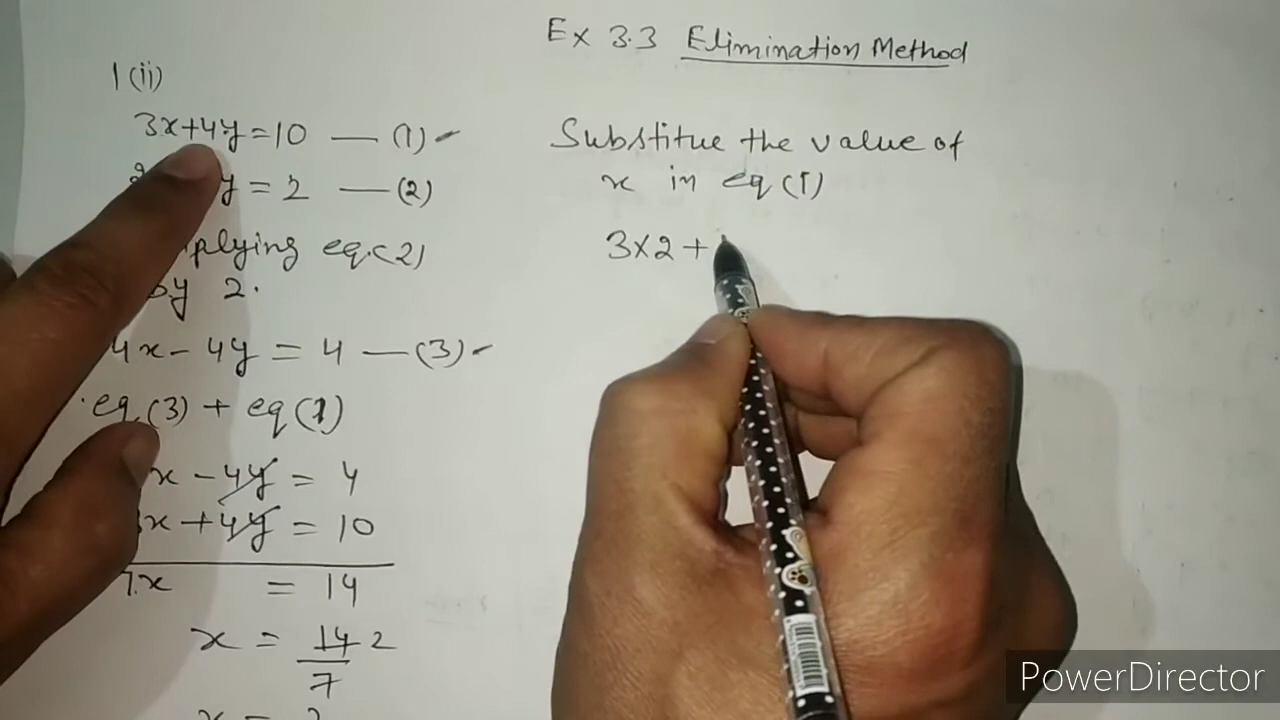 Ex 3.3 Elimination Method
1(ii)
3x+4y=10 — (1)
y = 2 — (2)
plying eq.(2)
by 2.
4x - 4y = 4 — (3)
eq.(3) + eq(1)
x - 4y = 4
x + 4y = 10
7x = 14
x = 14 2
7
x =
Substitue the value of
x in eq (1)
3x2 +
PowerDirector